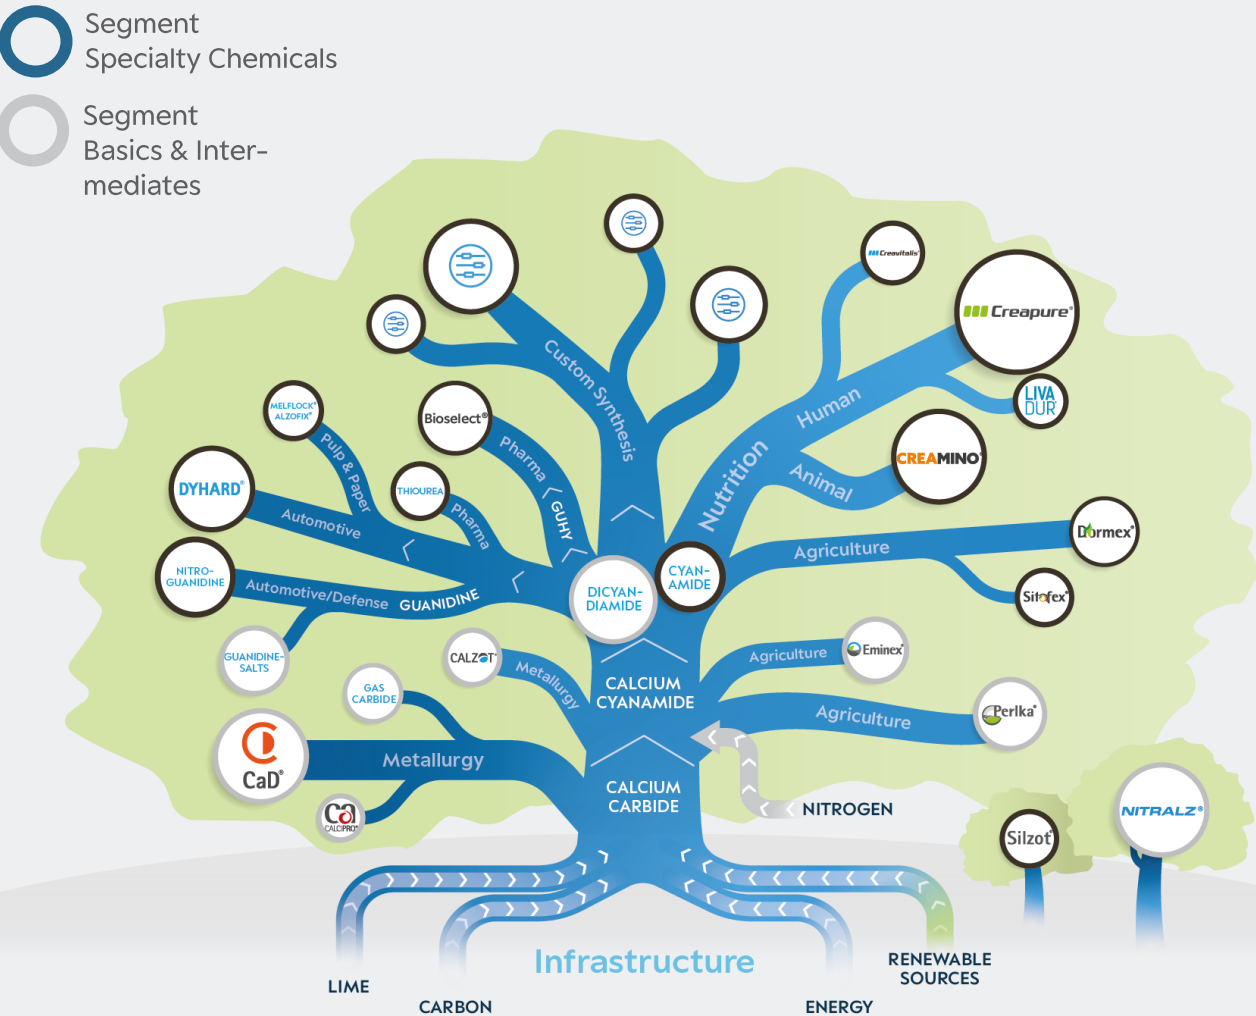 Segment
Specialty Chemicals
Segment
Basics & Inter-
mediates
Creavitalis®
Creapure®
Custom Synthesis
LIVA
DUR®
Human
MELFLOCK®
ALZOFIX®
Bioselect®
Pulp & Paper
Pharma
Nutrition
CREAMINO®
Animal
DYHARD®
THIOUREA
GUHY
Automotive
Pharma
Dormex®
Agriculture
NITRO-
GUANIDINE
CYAN-
AMIDE
Automotive/Defense
GUANIDINE
DICYAN-
DIAMIDE
Sitofex®
GUANIDINE-
SALTS
CALZOT®
Metallurgy
Agriculture
Eminex®
GAS
CARBIDE
CALCIUM
CYANAMIDE
Agriculture
Perlka®
CaD®
Metallurgy
CALCIUM
CARBIDE
NITROGEN
ca
CALCIPRO®
Silzot®
NITRALZ®
Infrastructure
LIME
CARBON
ENERGY
RENEWABLE
SOURCES